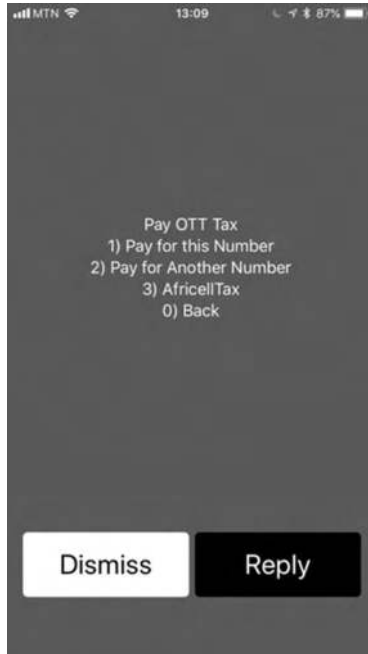 MTN 13:09 87%
Pay OTT Tax
1) Pay for this Number
2) Pay for Another Number
3) AfricellTax
0) Back
Dismiss Reply